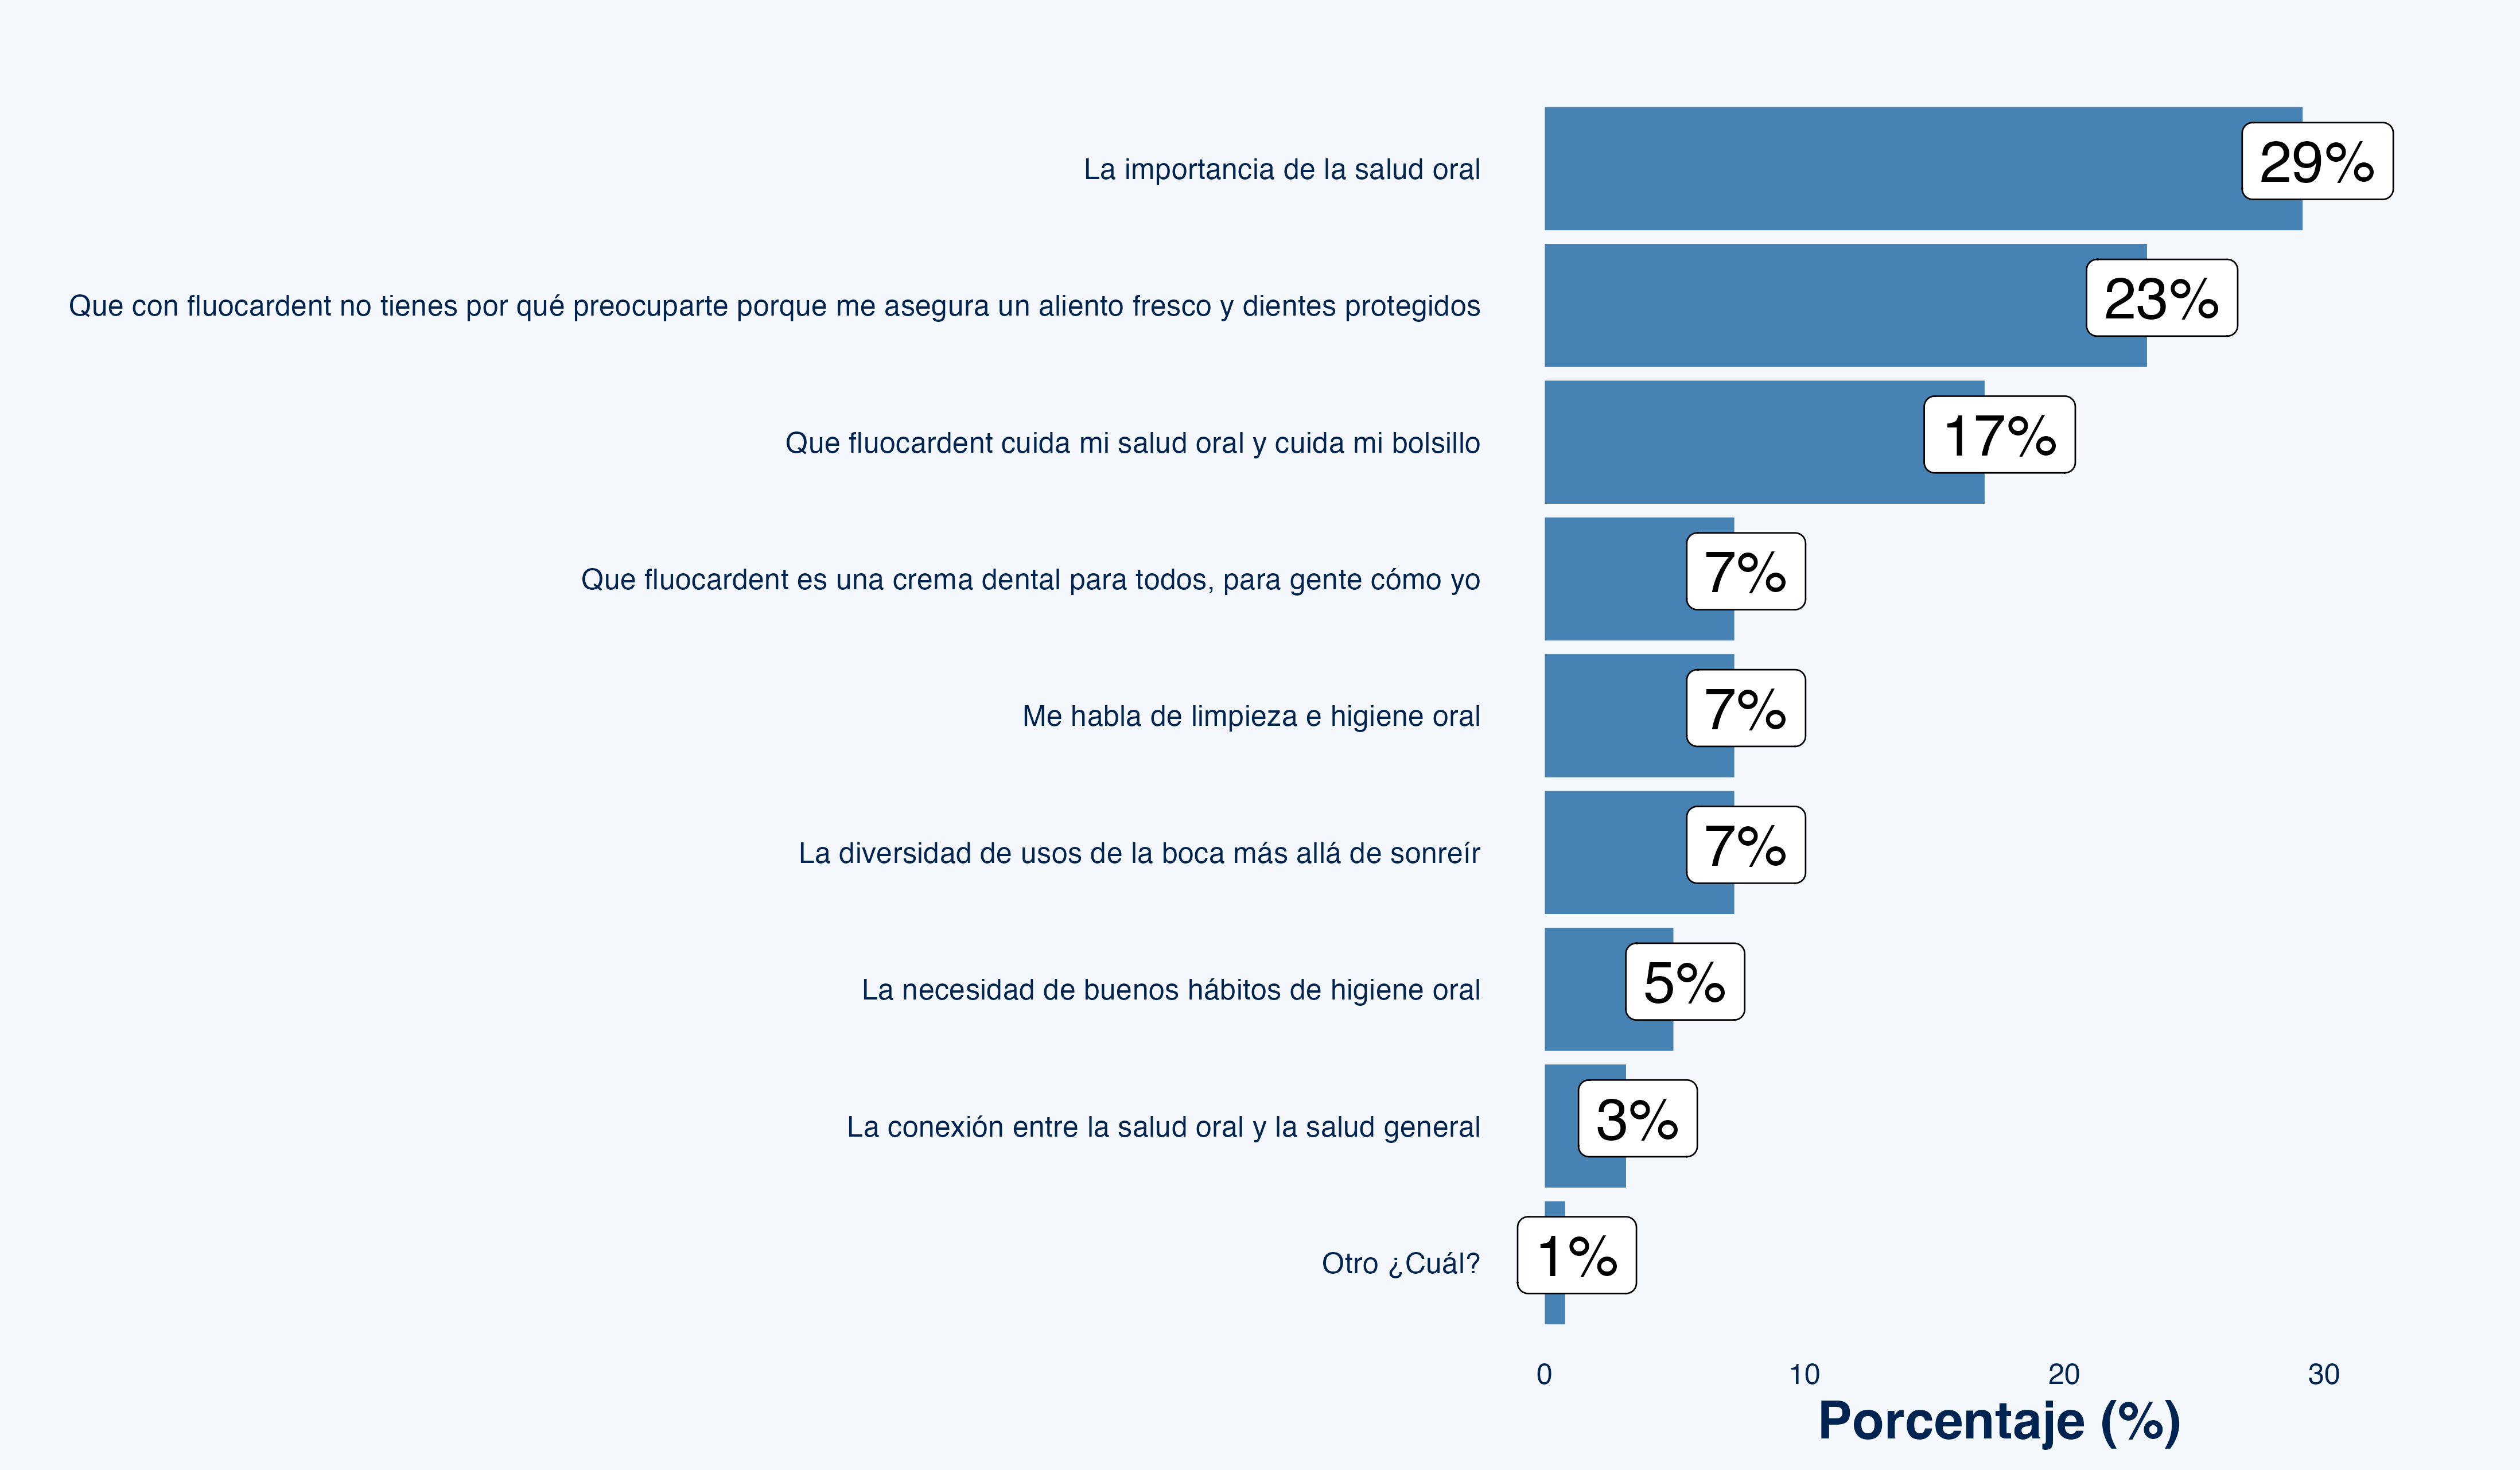 La importancia de la salud oral 29%
Que con fluocardent no tienes por qué preocuparte porque me asegura un aliento fresco y dientes protegidos 23%
Que fluocardent cuida mi salud oral y cuida mi bolsillo 17%
Que fluocardent es una crema dental para todos, para gente cómo yo 7%
Me habla de limpieza e higiene oral 7%
La diversidad de usos de la boca más allá de sonreír 7%
La necesidad de buenos hábitos de higiene oral 5%
La conexión entre la salud oral y la salud general 3%
Otro ¿Cuál? 1%
0 10 20 30
Porcentaje (%)